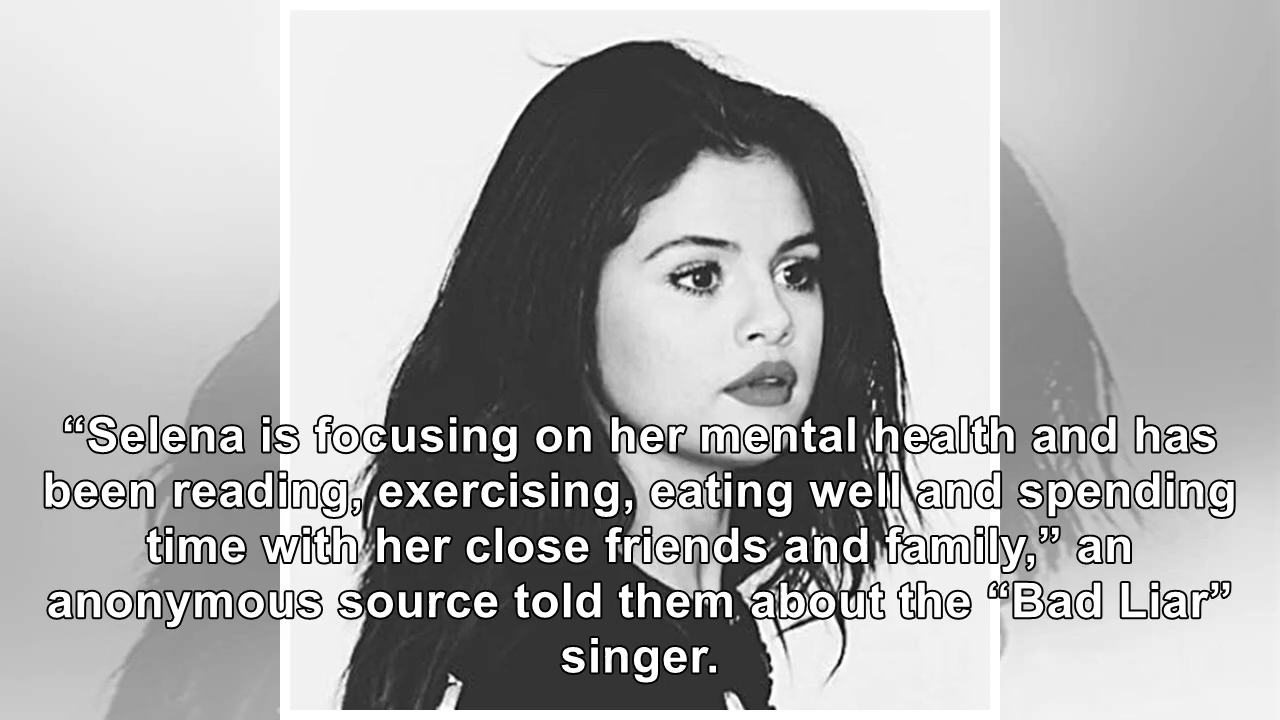 “Selena is focusing on her mental health and has
been reading, exercising, eating well and spending
time with her close friends and family,” an
anonymous source told them about the “Bad Liar”
singer.